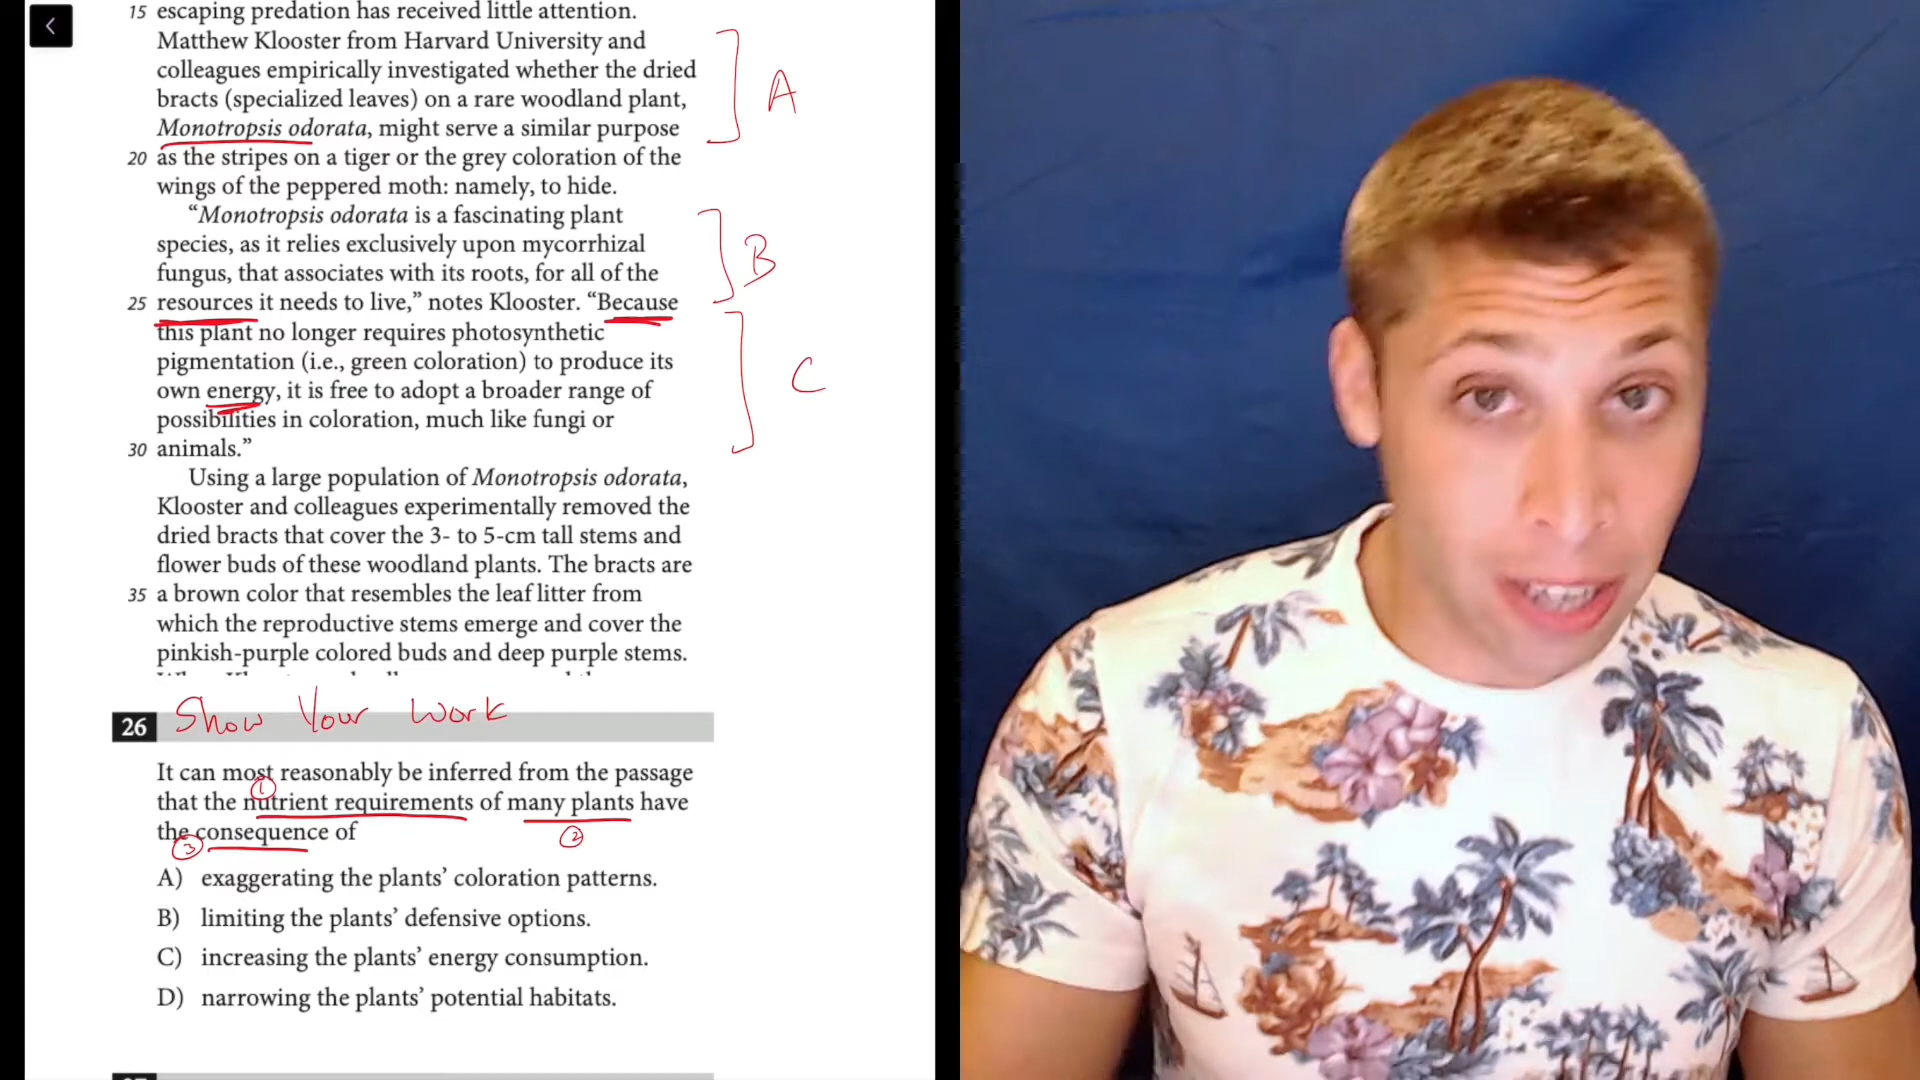 15 escaping predation has received little attention.
Matthew Klooster from Harvard University and
colleagues empirically investigated whether the dried
bracts (specialized leaves) on a rare woodland plant,
Monotropsis odorata, might serve a similar purpose
20 as the stripes on a tiger or the grey coloration of the
wings of the peppered moth: namely, to hide.
A
“Monotropsis odorata is a fascinating plant
species, as it relies exclusively upon mycorrhizal
fungus, that associates with its roots, for all of the
25 resources it needs to live,” notes Klooster. “Because
this plant no longer requires photosynthetic
pigmentation (i.e., green coloration) to produce its
own energy, it is free to adopt a broader range of
possibilities in coloration, much like fungi or
30 animals.”
B
C
Using a large population of Monotropsis odorata,
Klooster and colleagues experimentally removed the
dried bracts that cover the 3- to 5-cm tall stems and
flower buds of these woodland plants. The bracts are
35 a brown color that resembles the leaf litter from
which the reproductive stems emerge and cover the
pinkish-purple colored buds and deep purple stems.
26 Show Your Work
It can most reasonably be inferred from the passage
that the nutrient requirements of many plants have
the consequence of
1
2
3
A) exaggerating the plants’ coloration patterns.
B) limiting the plants’ defensive options.
C) increasing the plants’ energy consumption.
D) narrowing the plants’ potential habitats.